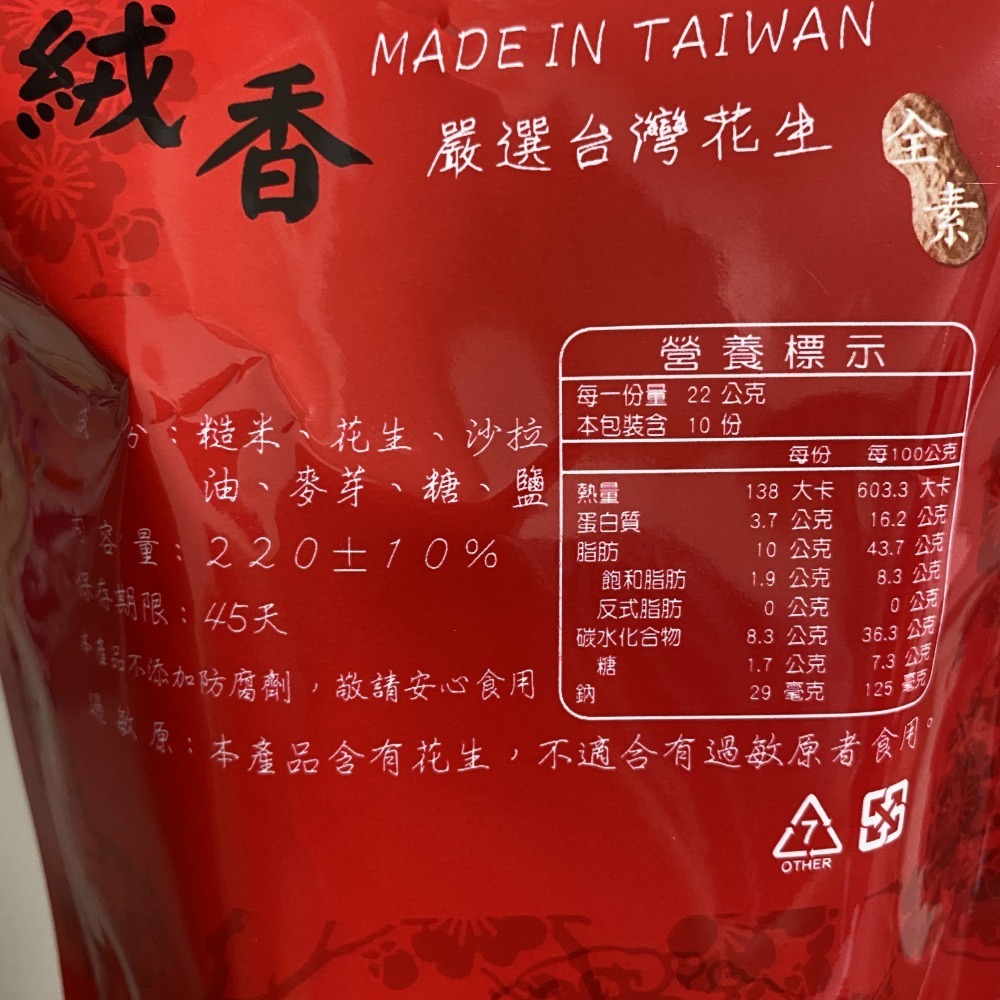 絨香
MADE IN TAIWAN
嚴選台灣花生
全素
份：糙米、花生、沙拉
油、麥芽、糖、鹽
容量：220±10%
保存期限：45天
本產品不添加防腐劑，敬請安心食用
過敏原：本產品含有花生，不適合有過敏原者食用。
營養標示
每一份量 22 公克
本包裝含 10 份
每份 每100公克
熱量 138 大卡 603.3 大卡
蛋白質 3.7 公克 16.2 公克
脂肪 10 公克 43.7 公克
飽和脂肪 1.9 公克 8.3 公克
反式脂肪 0 公克 0 公克
碳水化合物 8.3 公克 36.3 公克
糖 1.7 公克 7.3 公克
鈉 29 毫克 125 毫克
7
OTHER